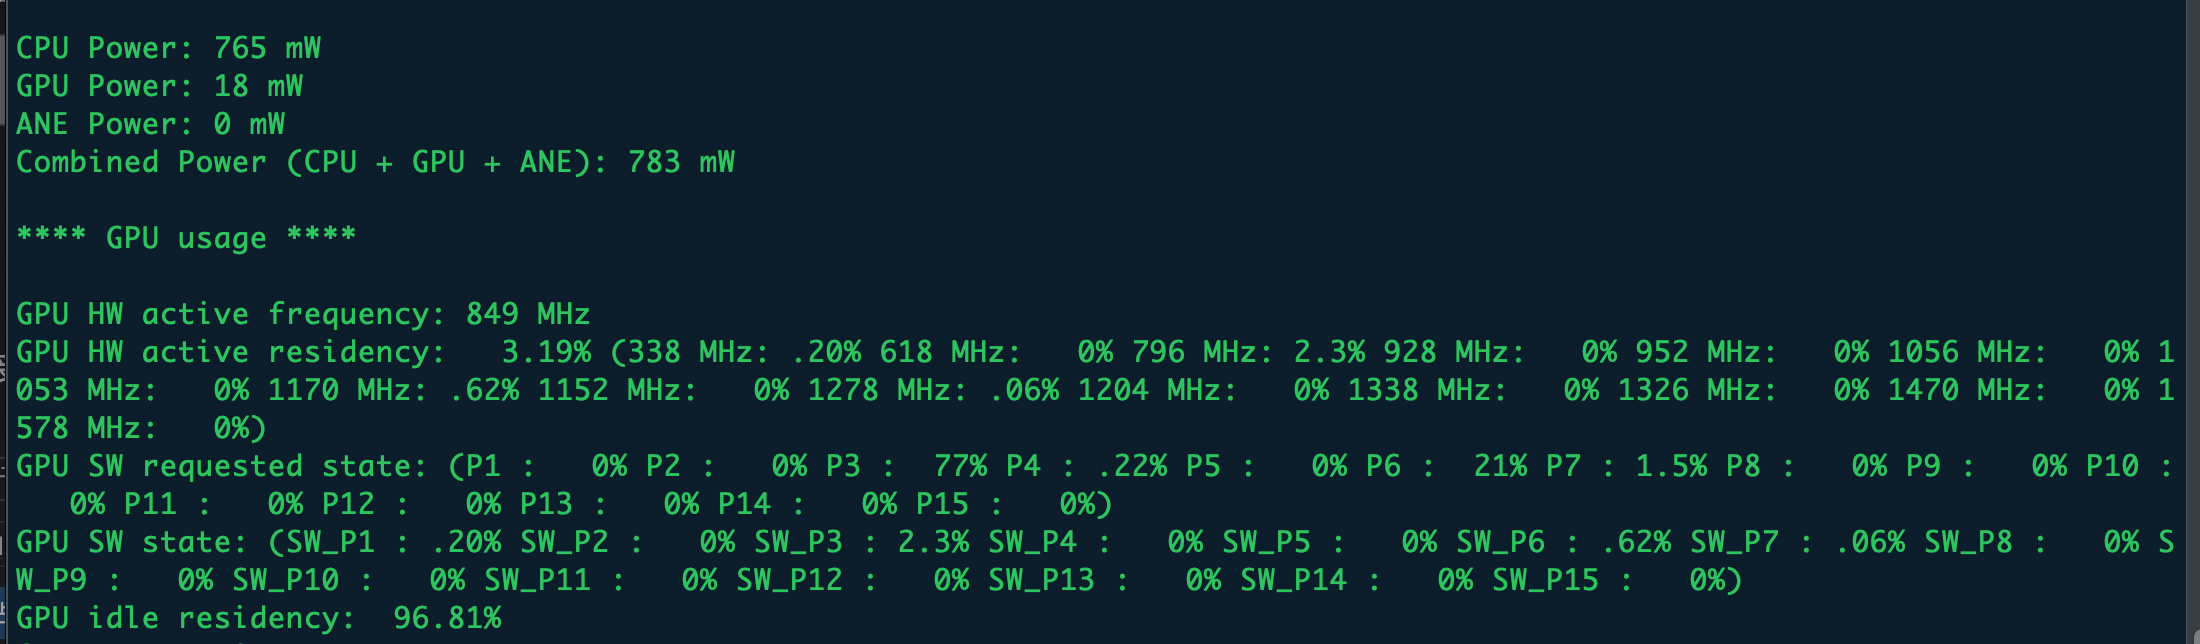 CPU Power: 765 mW
GPU Power: 18 mW
ANE Power: 0 mW
Combined Power (CPU + GPU + ANE): 783 mW
**** GPU usage ****
GPU HW active frequency: 849 MHz
GPU HW active residency:   3.19% (338 MHz: .20% 618 MHz:   0% 796 MHz: 2.3% 928 MHz:   0% 952 MHz:   0% 1056 MHz:   0% 1
053 MHz:   0% 1170 MHz: .62% 1152 MHz:   0% 1278 MHz: .06% 1204 MHz:   0% 1338 MHz:   0% 1326 MHz:   0% 1470 MHz:   0% 1
578 MHz:   0%)
GPU SW requested state: (P1 :   0% P2 :   0% P3 :  77% P4 : .22% P5 :   0% P6 :  21% P7 : 1.5% P8 :   0% P9 :   0% P10 :
   0% P11 :   0% P12 :   0% P13 :   0% P14 :   0% P15 :   0%)
GPU SW state: (SW_P1 : .20% SW_P2 :   0% SW_P3 : 2.3% SW_P4 :   0% SW_P5 :   0% SW_P6 : .62% SW_P7 : .06% SW_P8 :   0% S
W_P9 :   0% SW_P10 :   0% SW_P11 :   0% SW_P12 :   0% SW_P13 :   0% SW_P14 :   0% SW_P15 :   0%)
GPU idle residency:  96.81%